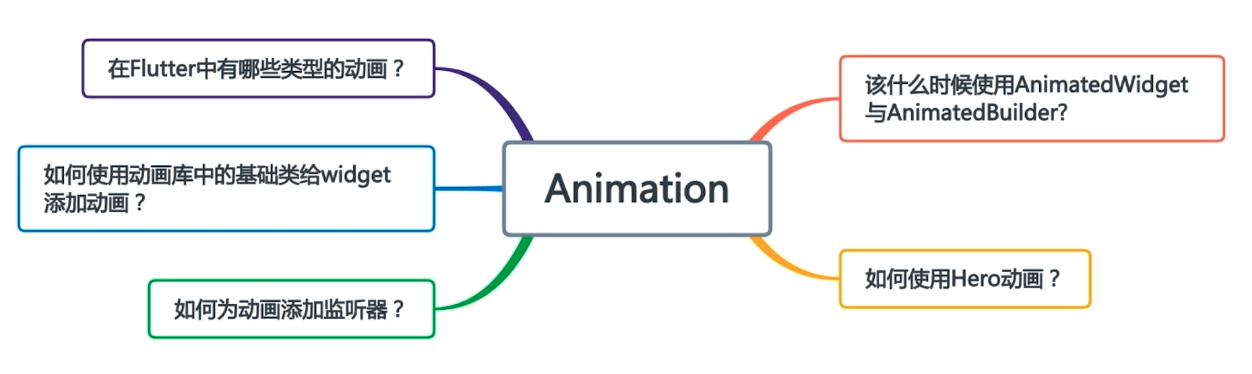 在Flutter中有哪些类型的动画？
如何使用动画库中的基础类给widget
添加动画？
如何为动画添加监听器？
Animation
该什么时候使用AnimatedWidget
与AnimatedBuilder?
如何使用Hero动画？